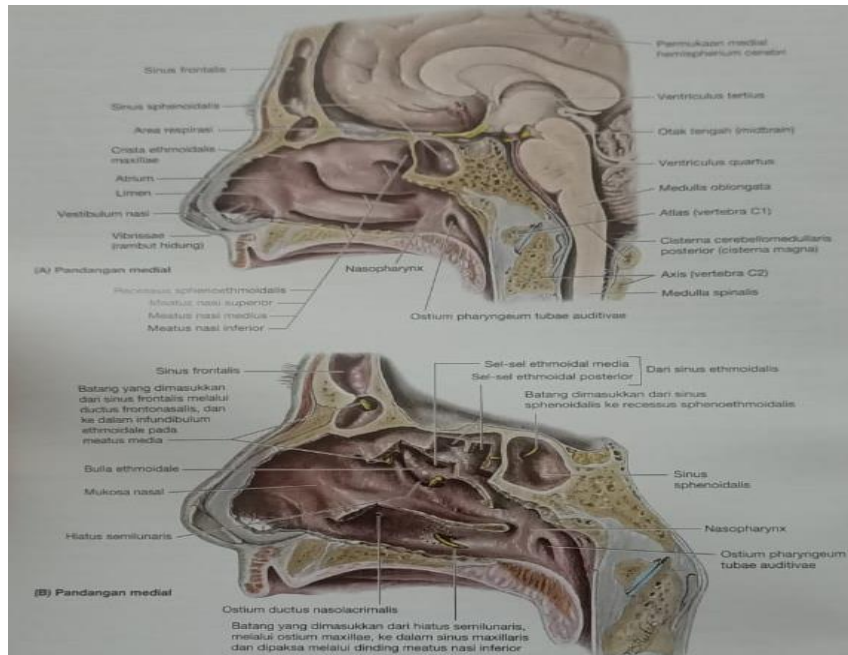 Sinus frontalis
Sinus sphenoidalis
Area respirasi
Crista ethmoidalis
maxillae
Atrium
Limen
Vestibulum nasi
Vibrissae
(rambut hidung)
(A) Pandangan medial
Nasopharynx
Recessus sphenoethmoidalis
Meatus nasi superior
Meatus nasi medius
Meatus nasi inferior
Permukaan medial
hemispherium cerebri
Ventriculus tertius
Otak tengah (midbrain)
Ventriculus quartus
Medulla oblongata
Atlas (vertebra C1)
Cisterna cerebellomedullaris
posterior (cisterna magna)
Axis (vertebra C2)
Medulla spinalis
Ostium pharyngeum tubae auditivae
Sinus frontalis
Batang yang dimasukkan
dari sinus frontalis melalui
ductus frontonasalis, dan
ke dalam infundibulum
ethmoidale pada
meatus media
Bulla ethmoidale
Mukosa nasal
Hiatus semilunaris
(B) Pandangan medial
Sel-sel ethmoidal media
Sel-sel ethmoidal posterior
Dari sinus ethmoidalis
Batang dimasukkan dari sinus
sphenoidalis ke recessus sphenoethmoidalis
Sinus
sphenoidalis
Nasopharynx
Ostium pharyngeum
tubae auditivae
Ostium ductus nasolacrimalis
Batang yang dimasukkan dari hiatus semilunaris,
melalui ostium maxillae, ke dalam sinus maxillaris
dan dipaksa melalui dinding meatus nasi inferior